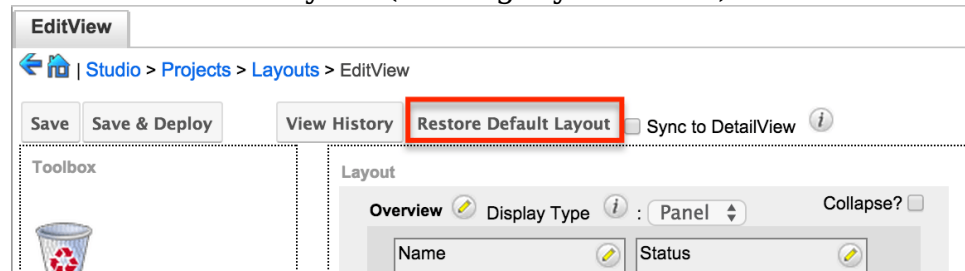 EditView
| Studio > Projects > Layouts > EditView
Save Save & Deploy View History Restore Default Layout Sync to DetailView i
Toolbox
Layout
Overview Display Type i : Panel Collapse?
Name Status